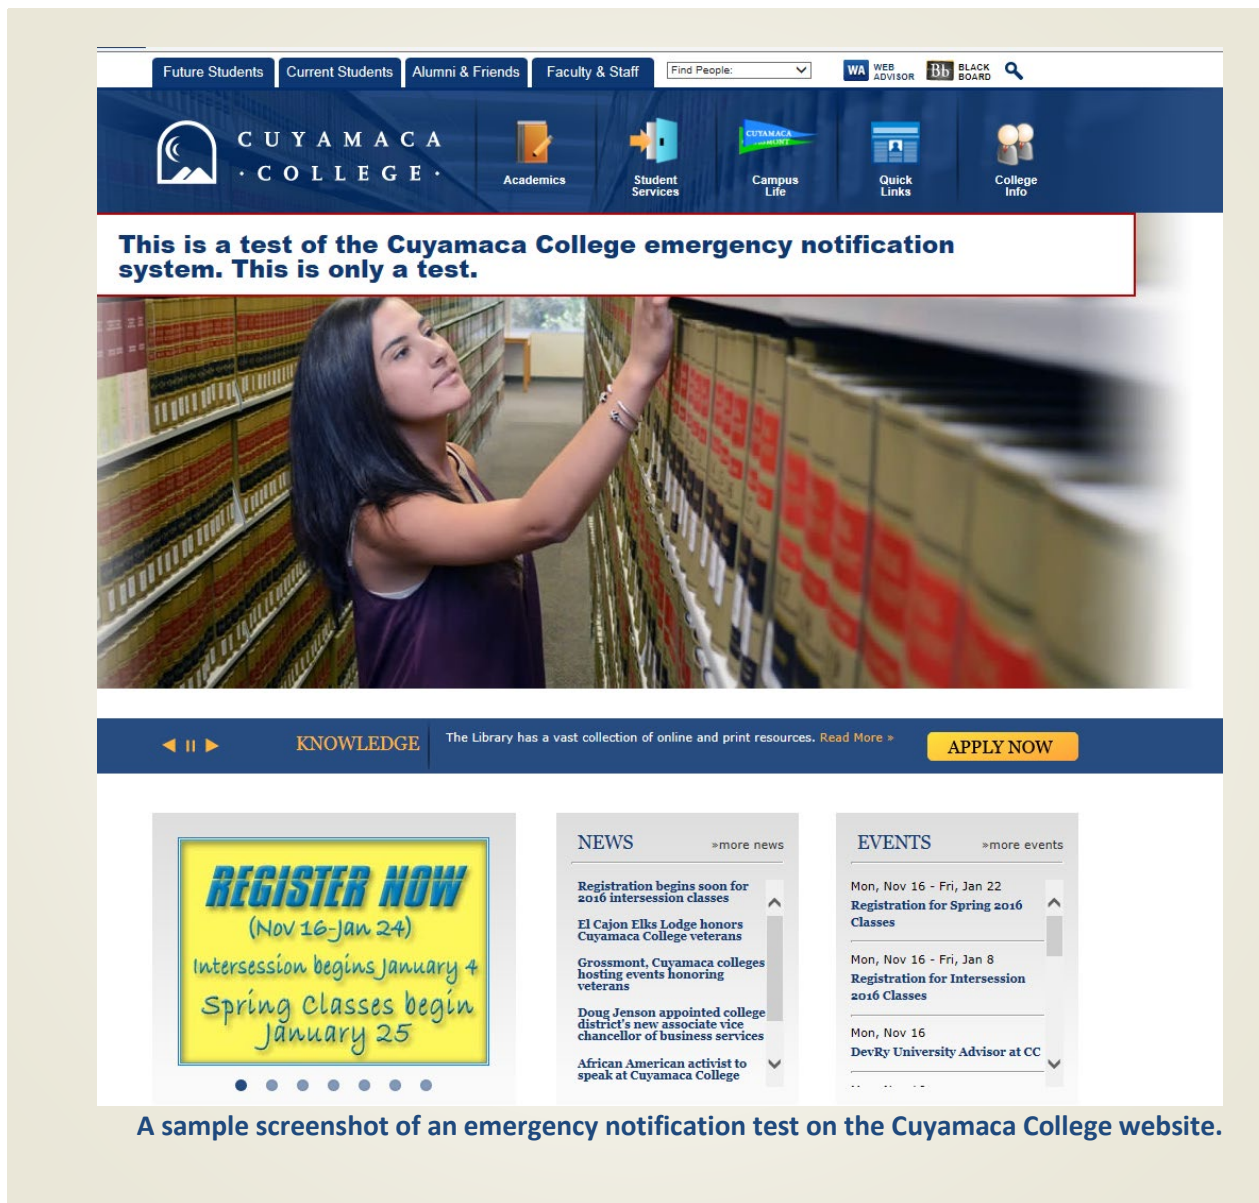 Future Students Current Students Alumni & Friends Faculty & Staff Find People: WA WEB ADVISOR Bb BLACK BOARD
CUYAMACA
· COLLEGE ·
Academics
Student
Services
CUYAMACA
Campus
Life
Quick
Links
College
Info
This is a test of the Cuyamaca College emergency notification
system. This is only a test.
KNOWLEDGE The Library has a vast collection of online and print resources. Read More » APPLY NOW
REGISTER NOW
(Nov 16-Jan 24)
Intersession begins January 4
Spring Classes begin
January 25
NEWS »more news
Registration begins soon for
2016 intersession classes
El Cajon Elks Lodge honors
Cuyamaca College veterans
Grossmont, Cuyamaca colleges
hosting events honoring
veterans
Doug Jenson appointed college
district's new associate vice
chancellor of business services
African American activist to
speak at Cuyamaca College
EVENTS »more events
Mon, Nov 16 - Fri, Jan 22
Registration for Spring 2016
Classes
Mon, Nov 16 - Fri, Jan 8
Registration for Intersession
2016 Classes
Mon, Nov 16
DevRy University Advisor at CC
A sample screenshot of an emergency notification test on the Cuyamaca College website.